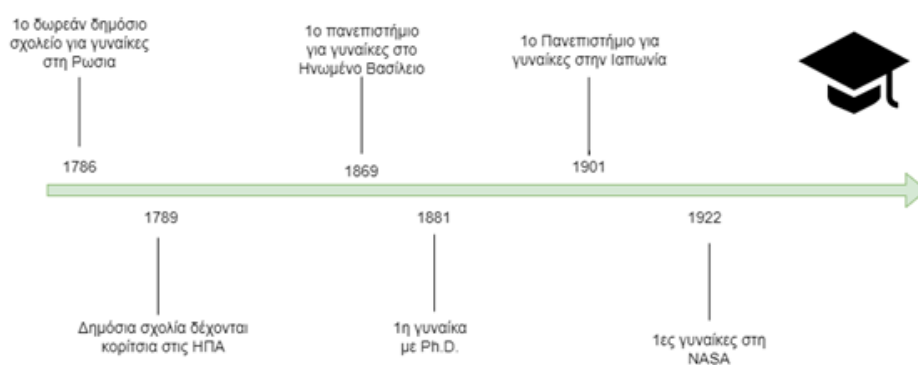 1ο δωρεάν δημόσιο
σχολείο για γυναίκες
στη Ρωσια
1786
1ο πανεπιστήμιο
για γυναίκες στο
Ηνωμένο Βασίλειο
1869
1ο Πανεπιστήμιο για
γυναίκες στην Ιαπωνία
1901
1789
Δημόσια σχολία δέχονται
κορίτσια στις ΗΠΑ
1881
1η γυναίκα
με Ph.D.
1922
1ες γυναίκες στη
NASA